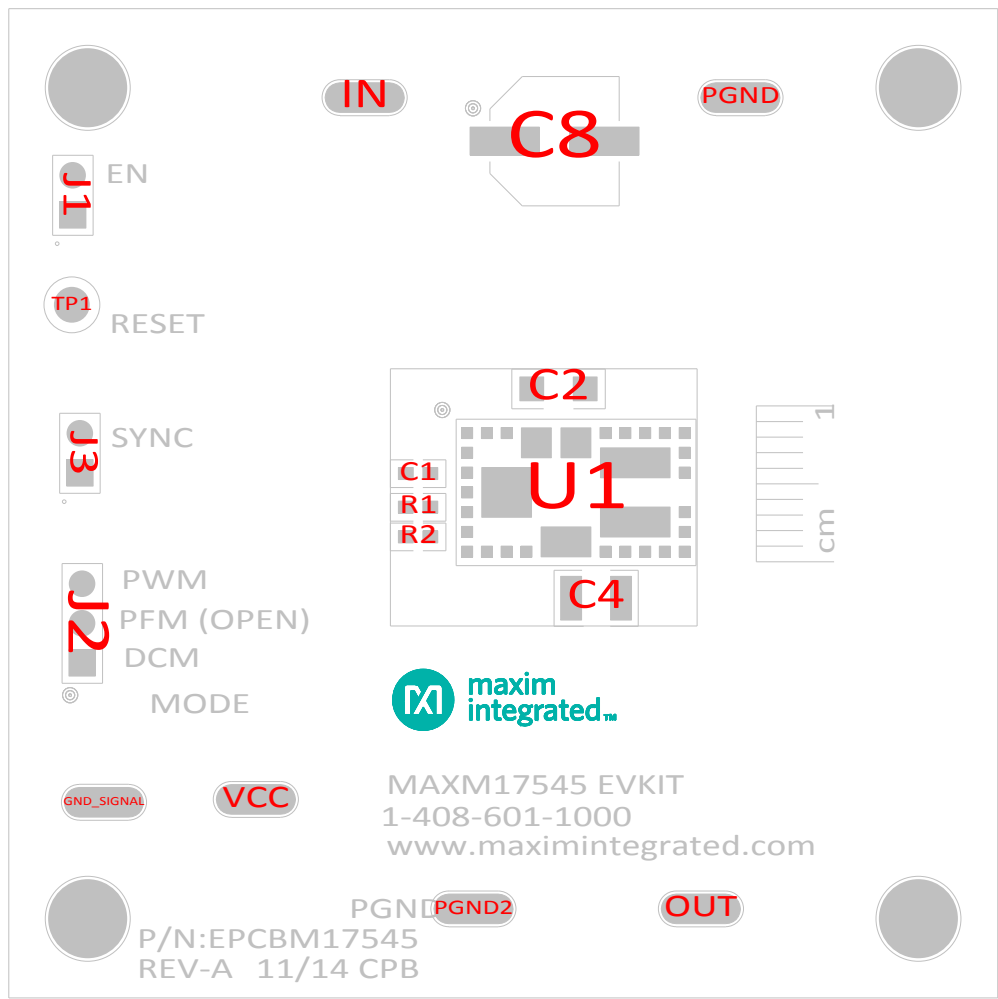 IN
C8
PGND
J1
EN
TP1
RESET
C2
1
J3
SYNC
C1
U1
R1
R2
cm
J2
PWM
PFM (OPEN)
DCM
C4
MODE
maxim
integrated™
GND_SIGNAL
VCC
MAXM17545 EVKIT
1-408-601-1000
www.maximintegrated.com
PGND
PGND2
OUT
P/N:EPCBM17545
REV-A 11/14 CPB